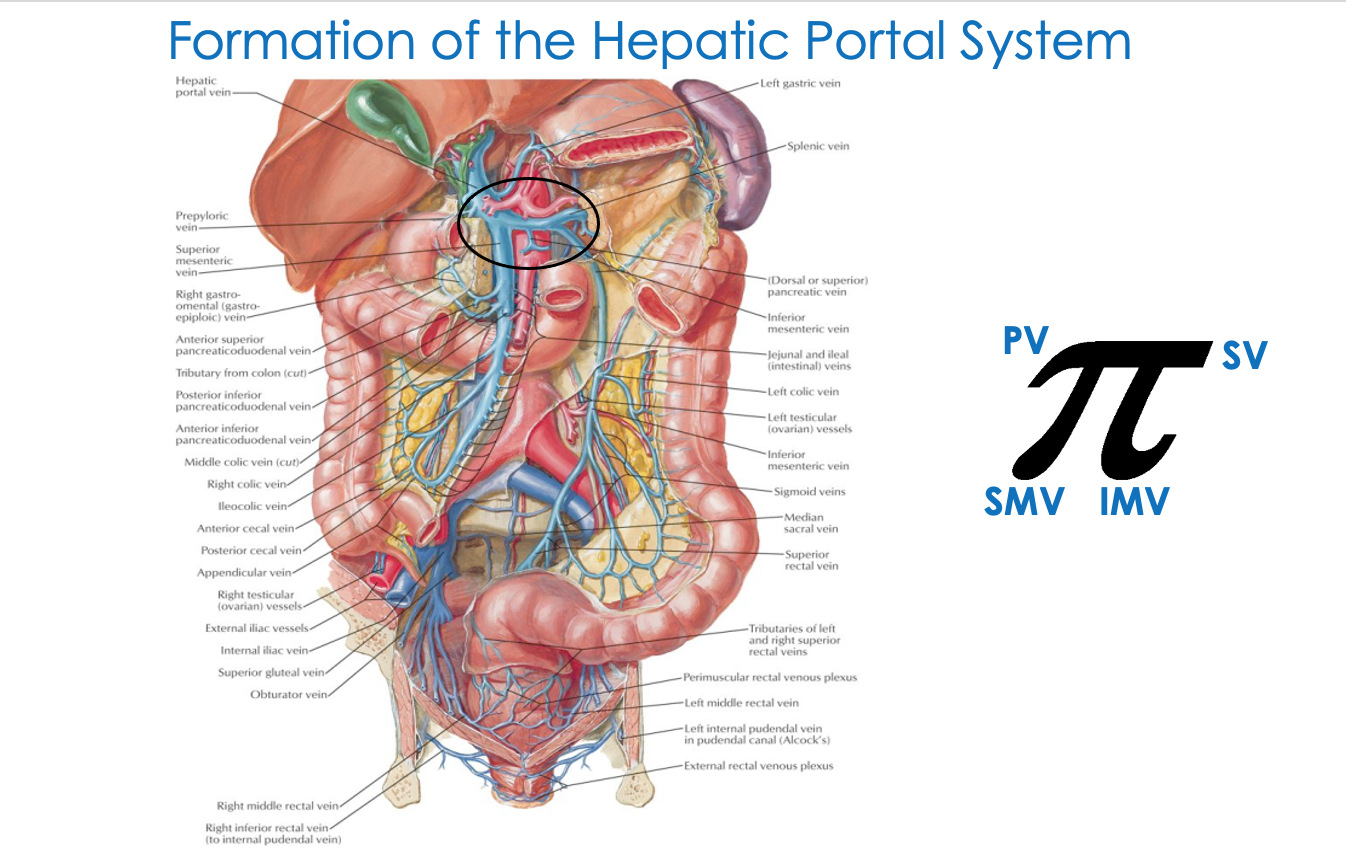 Formation of the Hepatic Portal System
Hepatic
portal vein
Prepyloric
vein
Superior
mesenteric
vein
Right gastro-
omental (gastro-
epiploic) vein
Anterior superior
pancreaticoduodenal vein
Tributary from colon (cut)
Posterior inferior
pancreaticoduodenal vein
Anterior inferior
pancreaticoduodenal vein
Middle colic vein (cut)
Right colic vein
Ileocolic vein
Anterior cecal vein
Posterior cecal vein
Appendicular vein
Right testicular
(ovarian) vessels
External iliac vessels
Internal iliac vein
Superior gluteal vein
Obturator vein
Right middle rectal vein
Right inferior rectal vein
(to internal pudendal vein)
Left gastric vein
Splenic vein
(Dorsal or superior)
pancreatic vein
Inferior
mesenteric vein
Jejunal and ileal
(intestinal) veins
Left colic vein
Left testicular
(ovarian) vessels
Inferior
mesenteric vein
Sigmoid veins
Median
sacral vein
Superior
rectal vein
Tributaries of left
and right superior
rectal veins
Perimuscular rectal venous plexus
Left middle rectal vein
Left internal pudendal vein
in pudendal canal (Alcock's)
External rectal venous plexus
PV
π
SV
SMV IMV